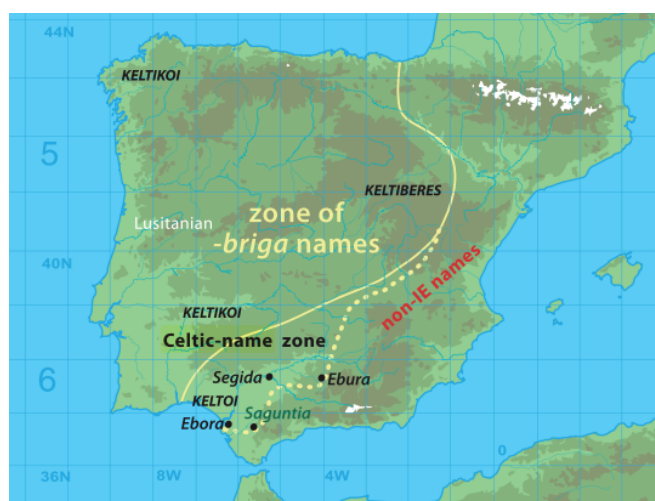 44N
KELTIKOI
5
KELTIBERES
zone of
-briga names
Lusitanian
40N
non-IE names
KELTIKOI
Celtic-name zone
6
Segida
Ebura
KELTOI
Saguntia
Ebora
0
36N
8W
4W